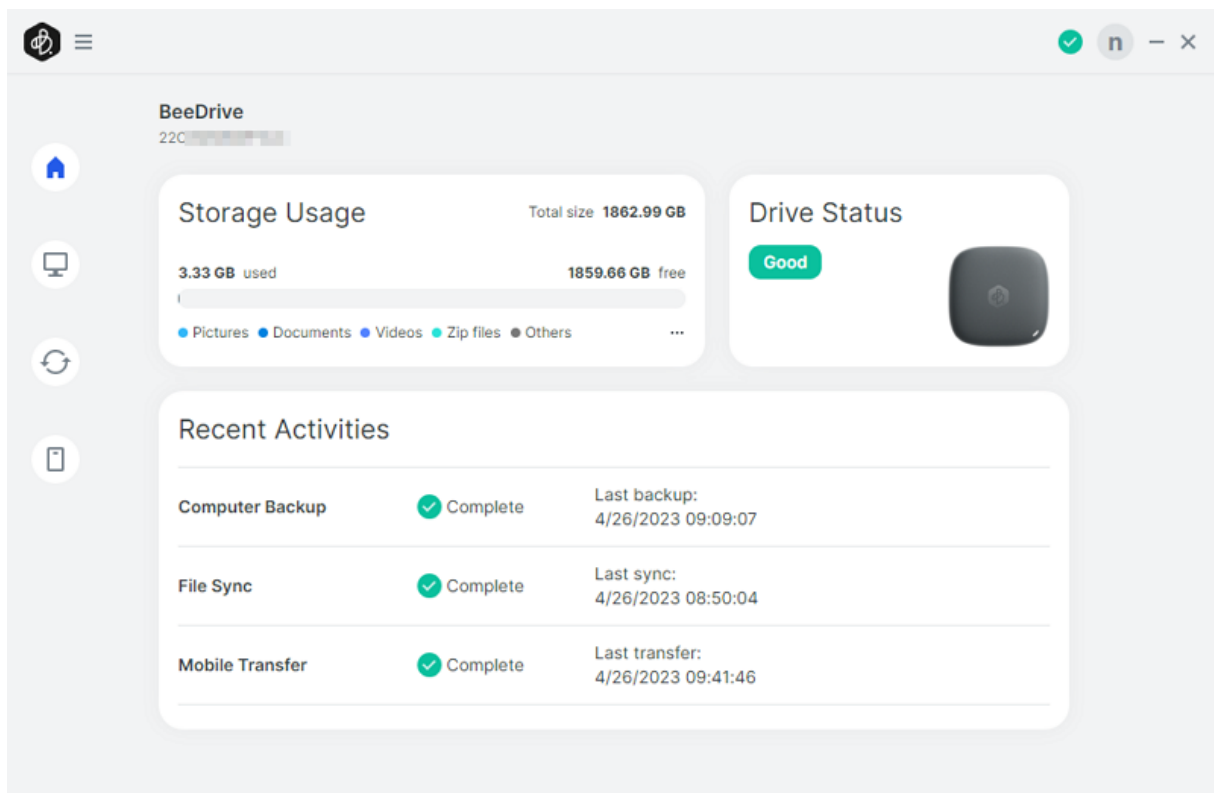 n
BeeDrive
22
Storage Usage
Total size 1862.99 GB
Drive Status
3.33 GB used
1859.66 GB free
Good
Pictures Documents Videos Zip files Others
Recent Activities
Computer Backup
Complete
Last backup:
4/26/2023 09:09:07
File Sync
Complete
Last sync:
4/26/2023 08:50:04
Mobile Transfer
Complete
Last transfer:
4/26/2023 09:41:46